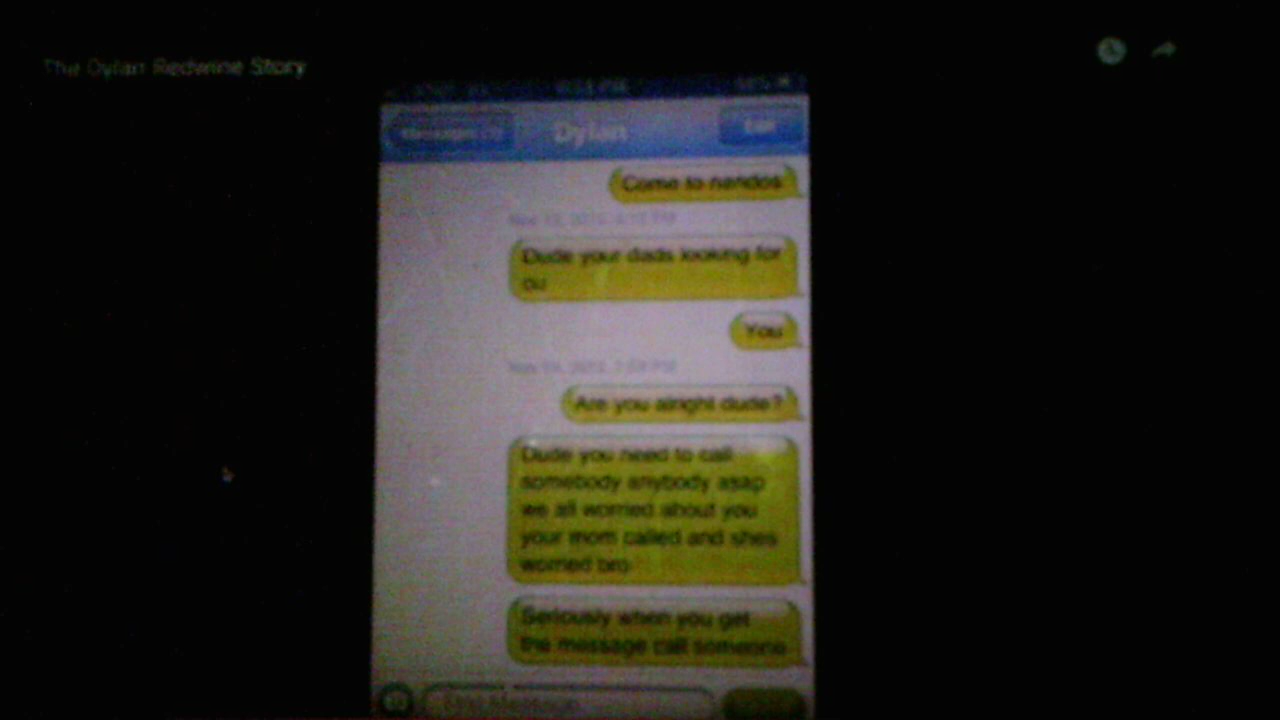 The Dylan Redwine Story
Messages
Dylan
Edit
Come to nandos
Dude your dads looking for
ou
You
Are you alright dude?
Dude you need to call
somebody anybody asap
we all worried about you
your mom called and shes
worried bro
Seriously when you get
the message call someone